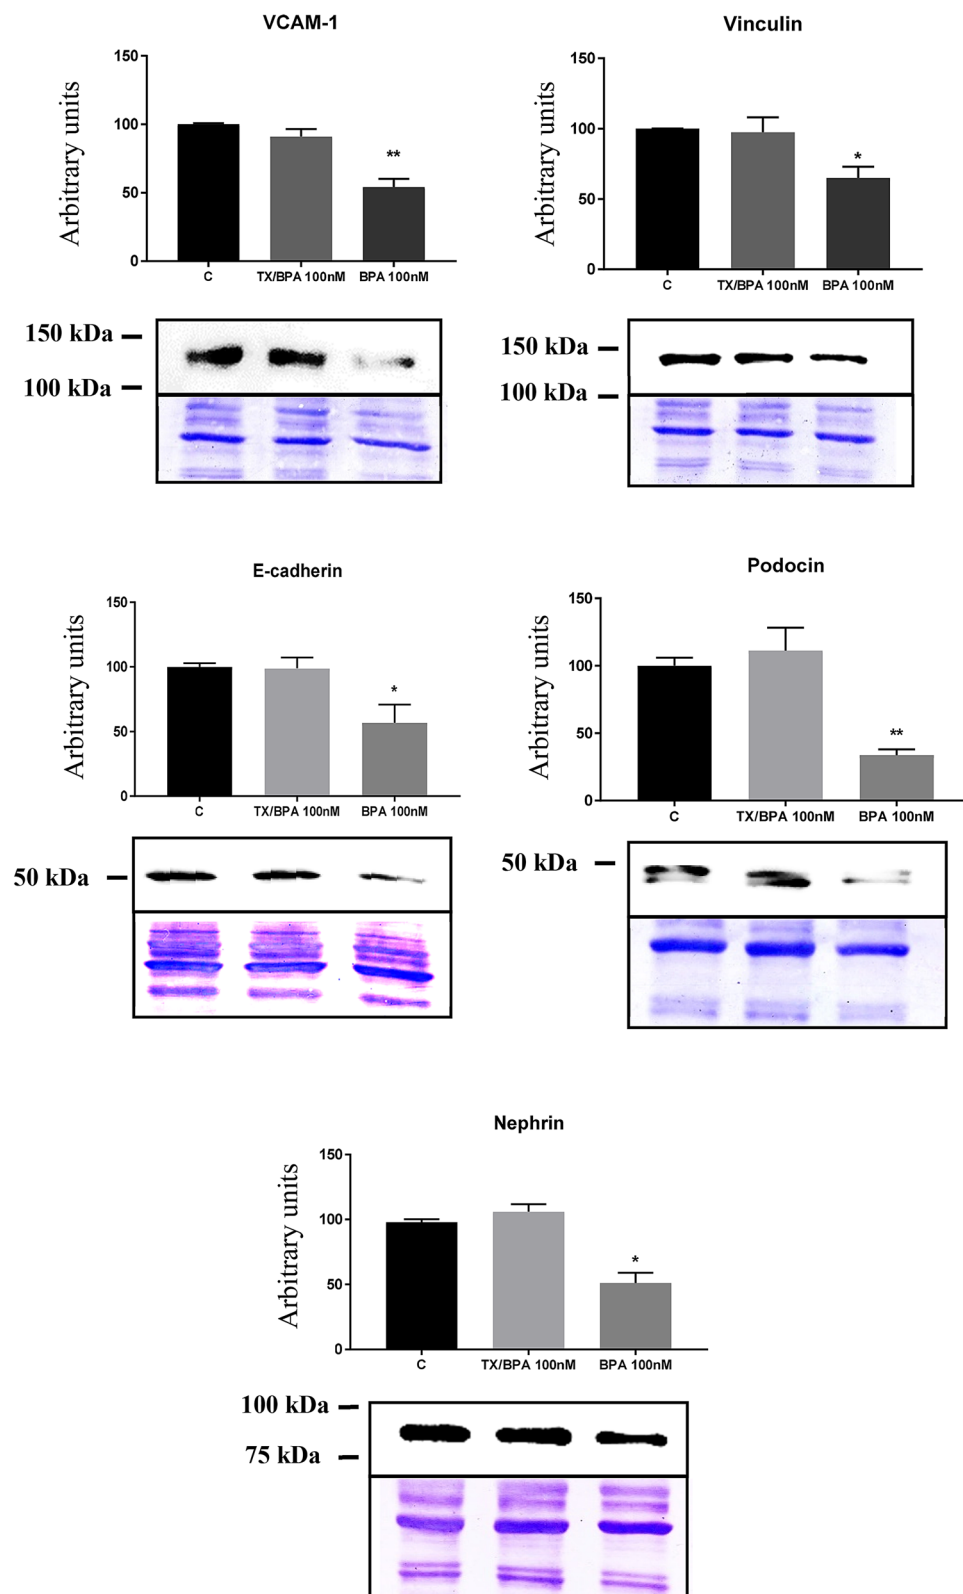 VCAM-1
150
100
50
0
Arbitrary units
**
C
TX/BPA 100nM
BPA 100nM
150 kDa
100 kDa
Vinculin
150
100
50
0
Arbitrary units
*
C
TX/BPA 100nM
BPA 100nM
150 kDa
100 kDa
E-cadherin
150
100
50
0
Arbitrary units
*
C
TX/BPA 100nM
BPA 100nM
50 kDa
Podocin
150
100
50
0
Arbitrary units
**
C
TX/BPA 100nM
BPA 100nM
50 kDa
Nephrin
150
100
50
0
Arbitrary units
*
C
TX/BPA 100nM
BPA 100nM
100 kDa
75 kDa